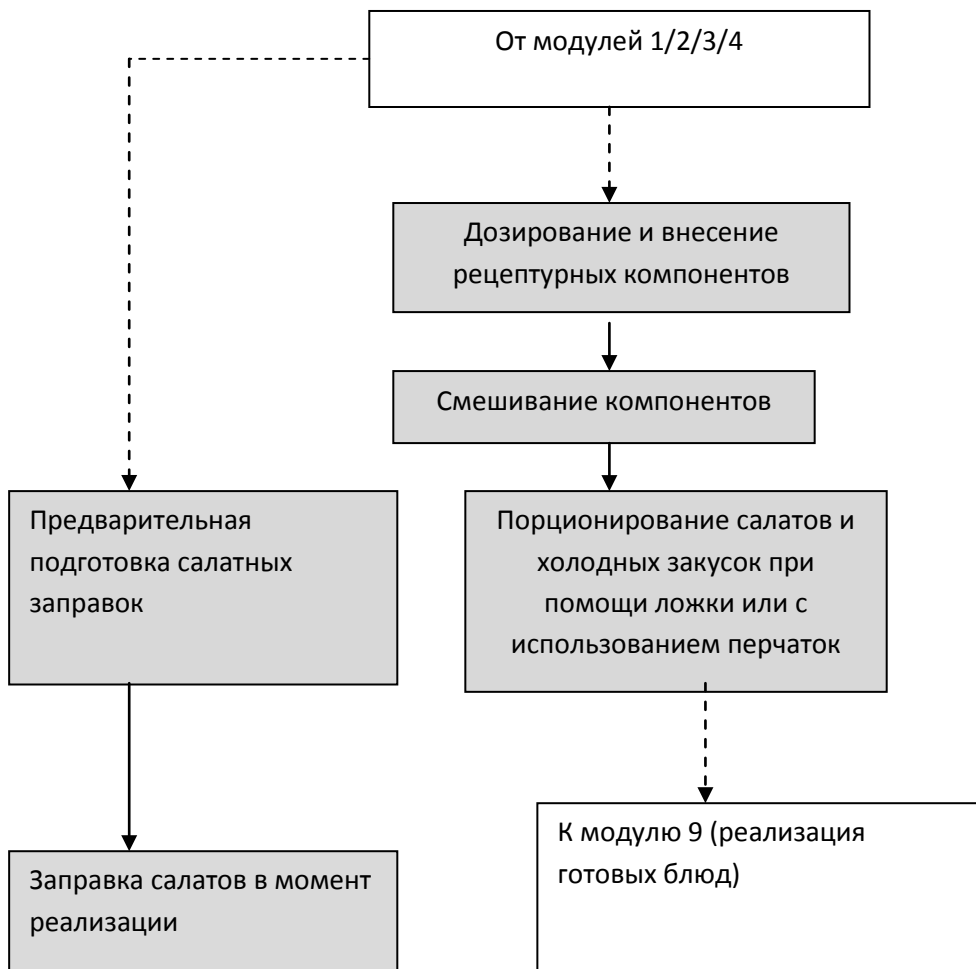 От модулей 1/2/3/4
Дозирование и внесение
рецептурных компонентов
Смешивание компонентов
Предварительная
подготовка салатных
заправок
Порционирование салатов и
холодных закусок при
помощи ложки или с
использованием перчаток
Заправка салатов в момент
реализации
К модулю 9 (реализация
готовых блюд)